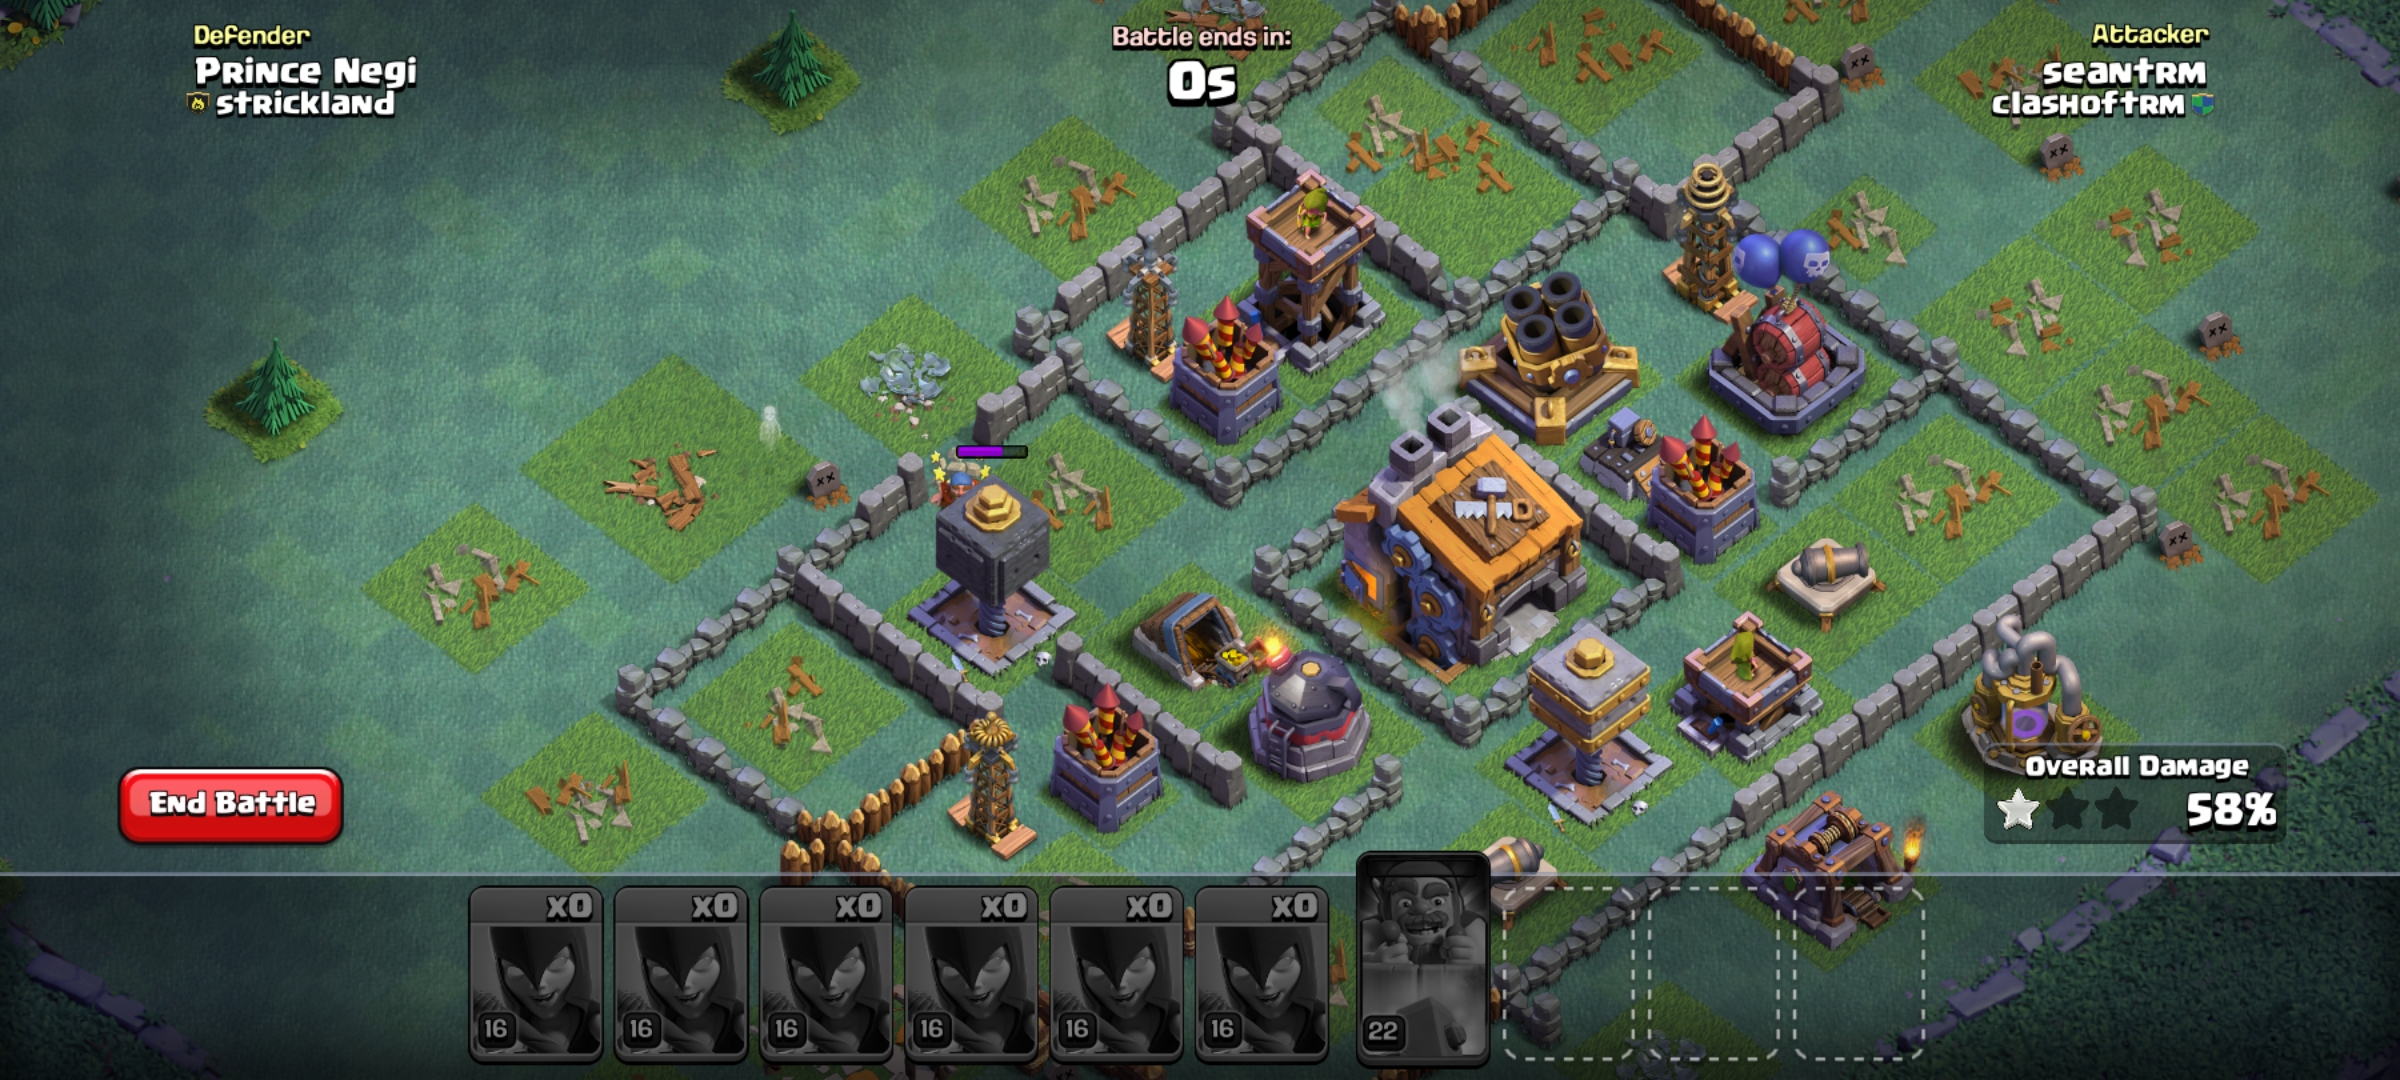 Defender
Prince Negi
strickland
Battle ends in:
0s
Attacker
seantrm
clashoftrm
End Battle
Overall Damage
58%
x0 x0 x0 x0 x0 x0
16 16 16 16 16 16 22